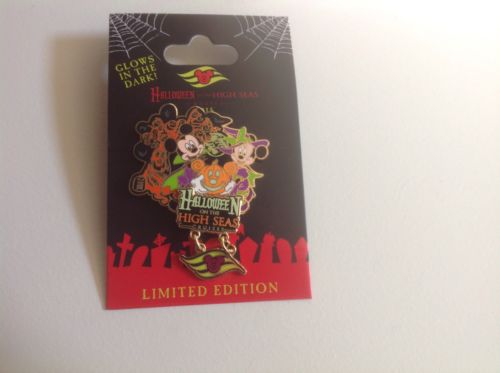 GLOWS
IN THE
DARK!
HALLOWEEN ON THE HIGH SEAS
HALLOWEEN
ON THE
HIGH SEAS
CRUISES
LIMITED EDITION